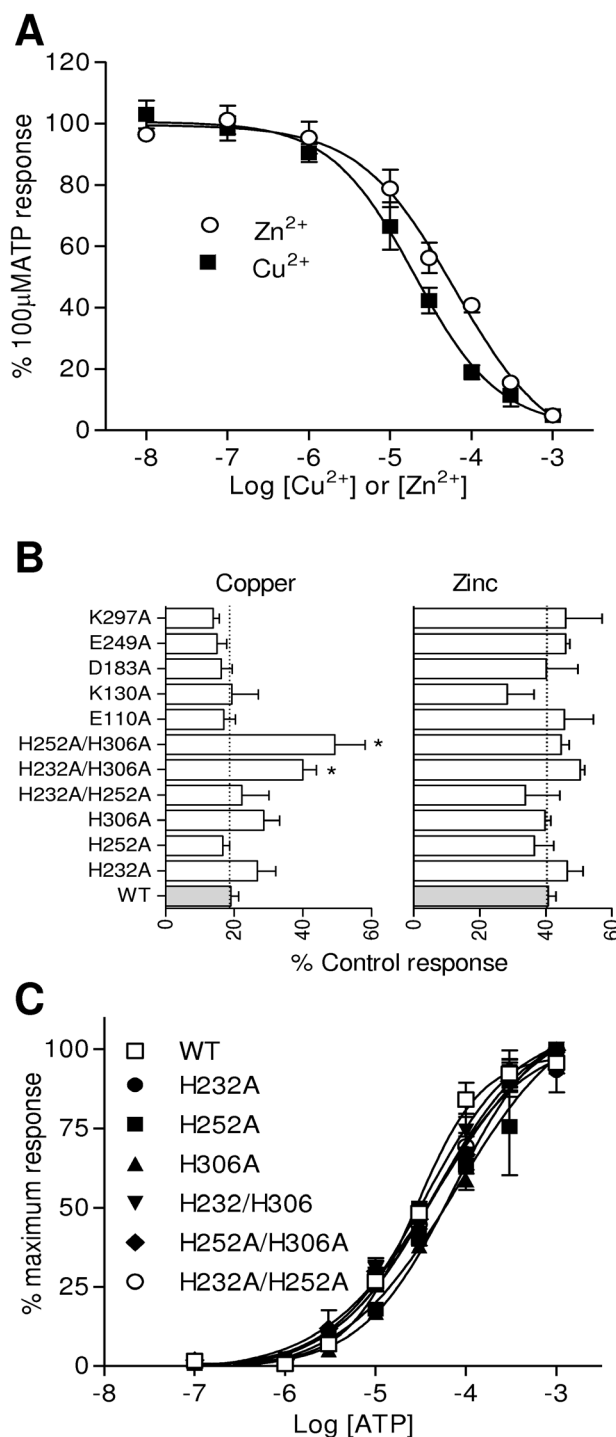 A
120
100
80
60
40
20
0
% 100μMATP response
Zn2+
Cu2+
-8 -7 -6 -5 -4 -3
Log [Cu2+] or [Zn2+]
B
Copper Zinc
K297A
E249A
D183A
K130A
E110A
H252A/H306A *
H232A/H306A *
H232A/H252A
H306A
H252A
H232A
WT
0 20 40 60 0 20 40 60
% Control response
C
100
75
50
25
0
% maximum response
WT
H232A
H252A
H306A
H232/H306
H252A/H306A
H232A/H252A
-8 -7 -6 -5 -4 -3
Log [ATP]